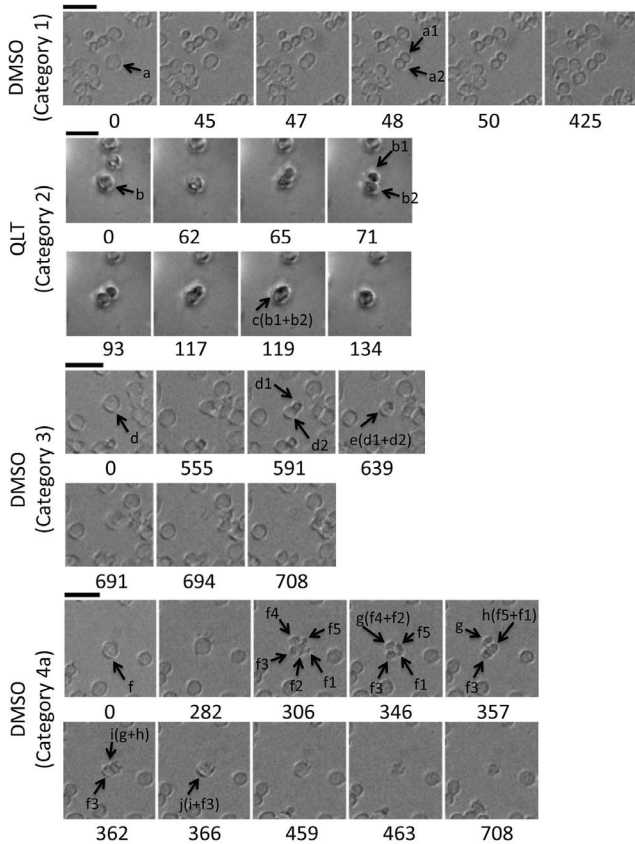 DMSO
(Category 1)
a
a1
a2
0 45 47 48 50 425
QLT
(Category 2)
b
b1
b2
0 62 65 71
c(b1+b2)
93 117 119 134
DMSO
(Category 3)
d
d1
d2
e(d1+d2)
0 555 591 639
691 694 708
DMSO
(Category 4a)
f
f4
f5
f3
f2
f1
g(f4+f2)
f5
f3
f1
h(f5+f1)
g
f3
0 282 306 346 357
i(g+h)
f3
j(i+f3)
362 366 459 463 708